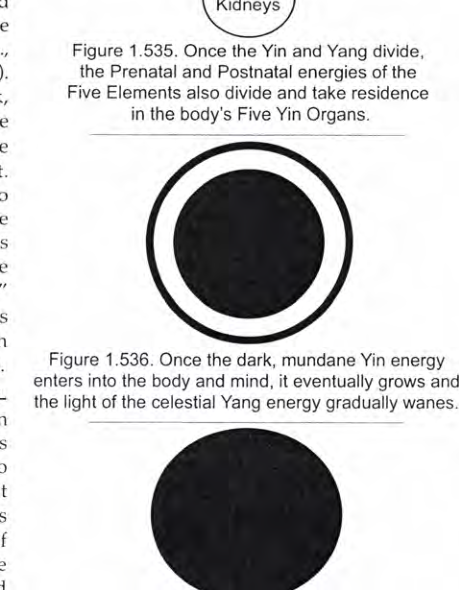 Kidneys
Figure 1.535. Once the Yin and Yang divide,
the Prenatal and Postnatal energies of the
Five Elements also divide and take residence
in the body's Five Yin Organs.
Figure 1.536. Once the dark, mundane Yin energy
enters into the body and mind, it eventually grows and
the light of the celestial Yang energy gradually wanes.